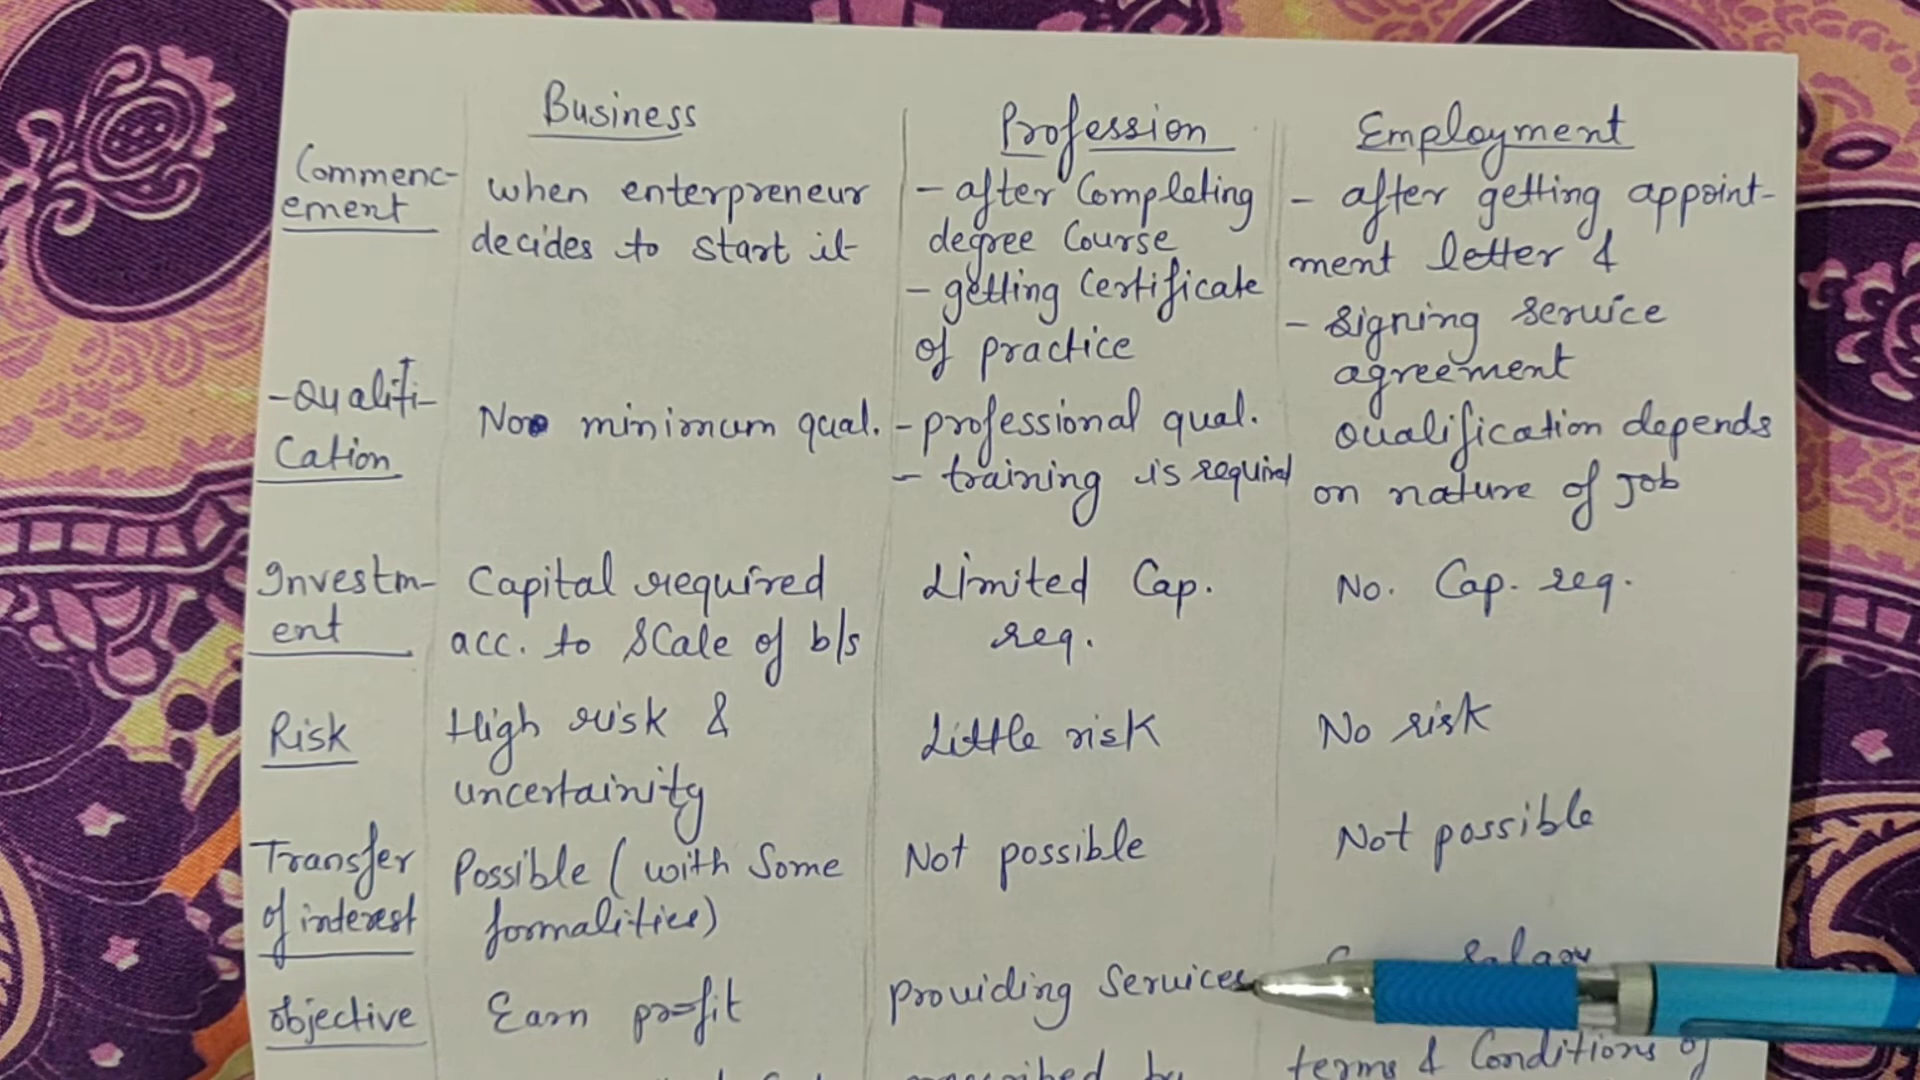 Business
Profession
Employment
Commenc-
ement
when enterpreneur
decides to start it
- after Completing
degree Course
- getting Certificate
of practice
- after getting appoint-
ment letter &
- signing service
agreement
- Qualifi-
Cation
No minimum qual.
- professional qual.
- training is required
Qualification depends
on nature of Job
Investm-
ent
Capital required
acc. to Scale of b/s
Limited Cap.
req.
No. Cap. req.
Risk
High risk &
uncertainity
Little risk
No risk
Transfer
of interest
Possible (with Some
formalities)
Not possible
Not possible
objective
Earn profit
providing Services
salary
terms & Conditions of